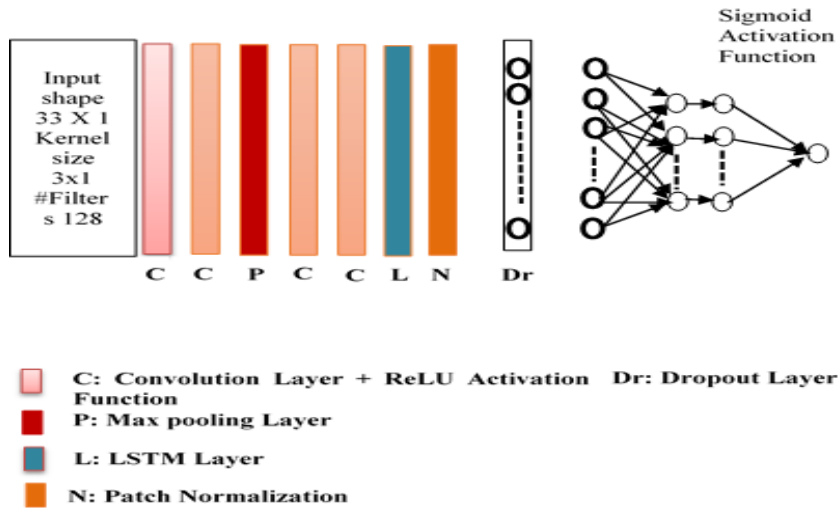 Sigmoid
Activation
Function
Input
shape
33 X 1
Kernel
size
3x1
#Filter
s 128
C C P C C L N Dr
C: Convolution Layer + ReLU Activation Dr: Dropout Layer
Function
P: Max pooling Layer
L: LSTM Layer
N: Patch Normalization